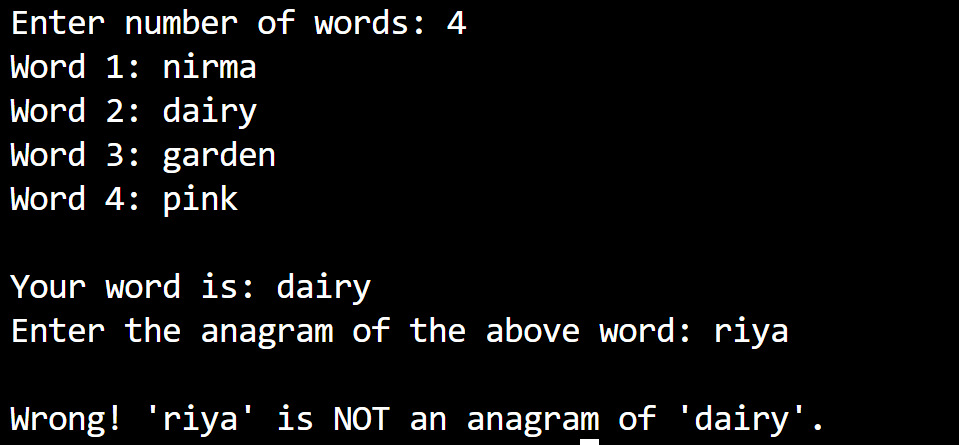 Enter number of words: 4
Word 1: nirma
Word 2: dairy
Word 3: garden
Word 4: pink
Your word is: dairy
Enter the anagram of the above word: riya
Wrong! 'riya' is NOT an anagram of 'dairy'.